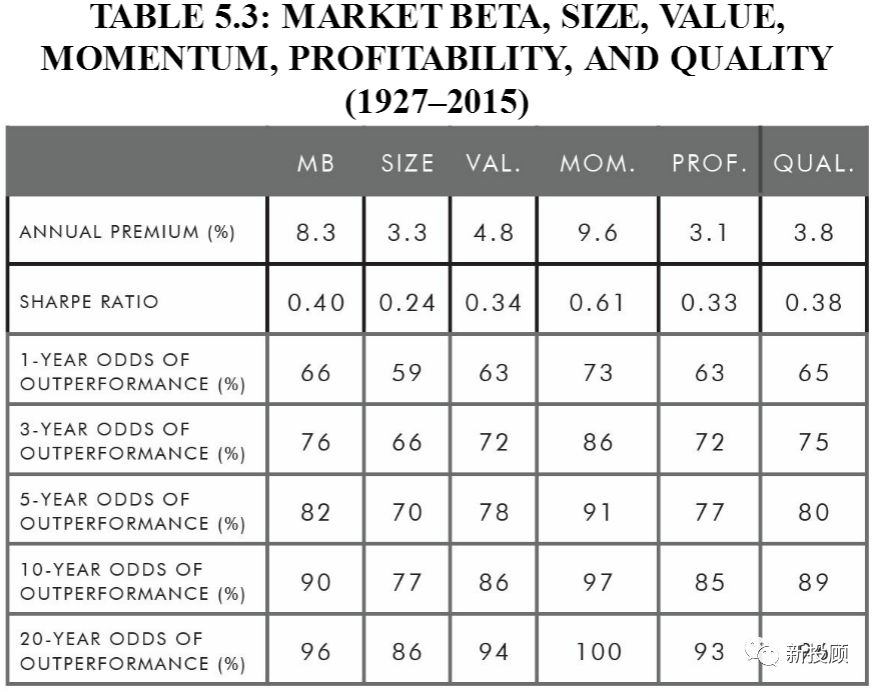 TABLE 5.3: MARKET BETA, SIZE, VALUE,
MOMENTUM, PROFITABILITY, AND QUALITY
(1927–2015)
MB SIZE VAL. MOM. PROF. QUAL.
ANNUAL PREMIUM (%) 8.3 3.3 4.8 9.6 3.1 3.8
SHARPE RATIO 0.40 0.24 0.34 0.61 0.33 0.38
1-YEAR ODDS OF
OUTPERFORMANCE (%) 66 59 63 73 63 65
3-YEAR ODDS OF
OUTPERFORMANCE (%) 76 66 72 86 72 75
5-YEAR ODDS OF
OUTPERFORMANCE (%) 82 70 78 91 77 80
10-YEAR ODDS OF
OUTPERFORMANCE (%) 90 77 86 97 85 89
20-YEAR ODDS OF
OUTPERFORMANCE (%) 96 86 94 100 93
新投顾